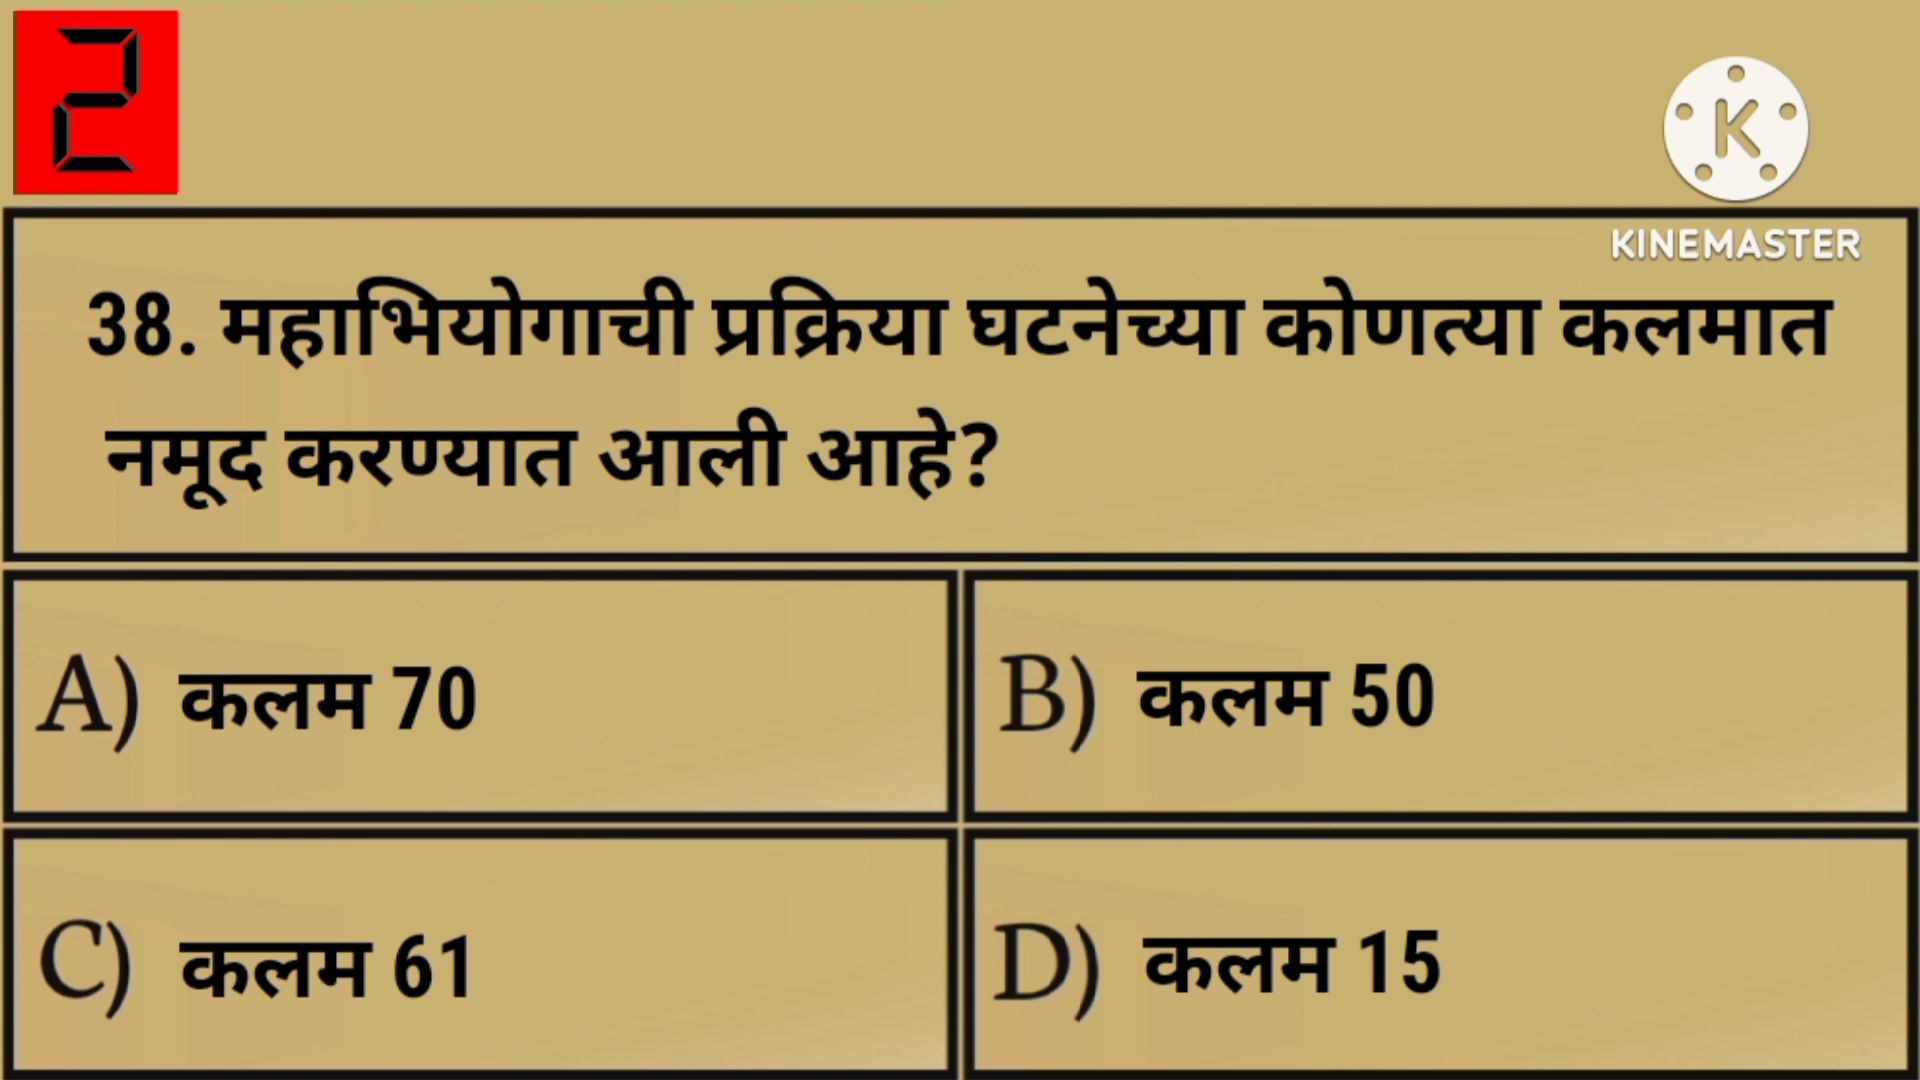 2
KINEMASTER
38. महाभियोगाची प्रक्रिया घटनेच्या कोणत्या कलमात
नमूद करण्यात आली आहे?
A) कलम 70
B) कलम 50
C) कलम 61
D) कलम 15